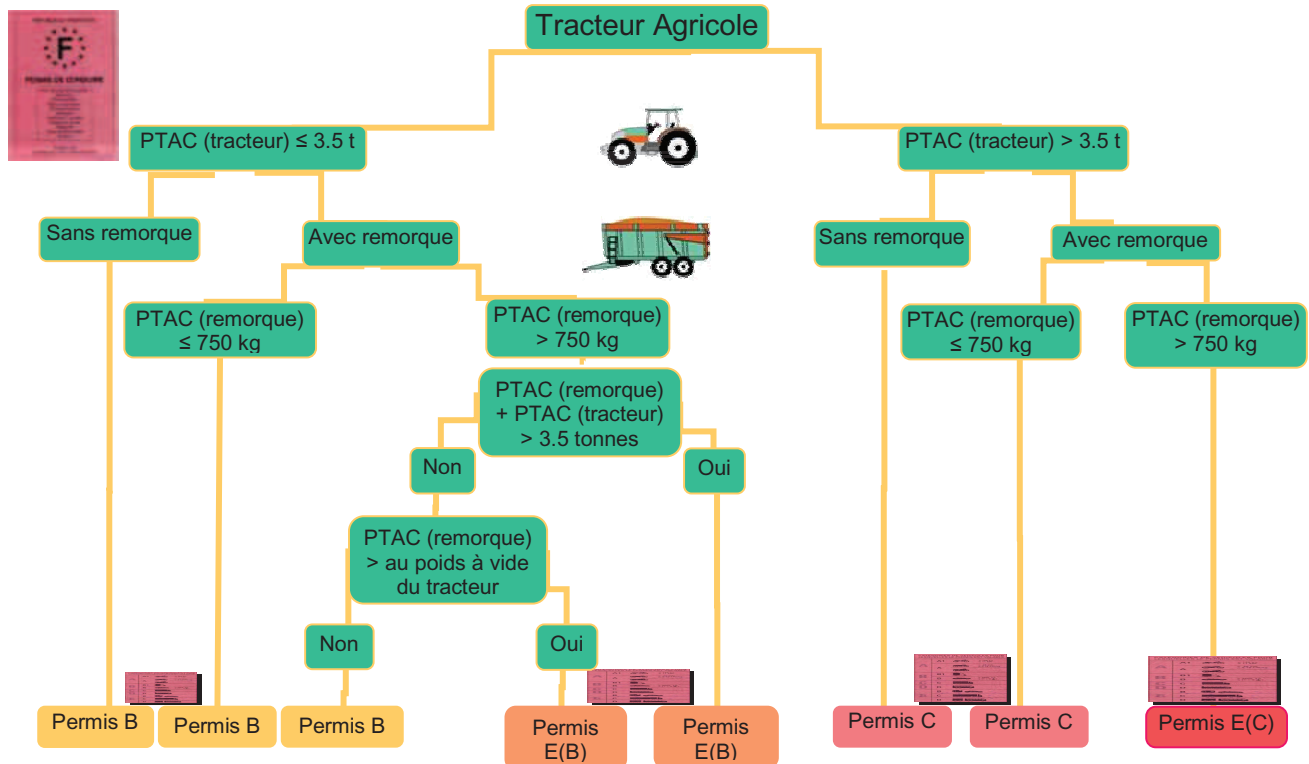 Tracteur Agricole
F
PERMIS DE CONDUIRE
PTAC (tracteur) ≤ 3.5 t
PTAC (tracteur) > 3.5 t
Sans remorque
Avec remorque
Sans remorque
Avec remorque
PTAC (remorque)
≤ 750 kg
PTAC (remorque)
> 750 kg
PTAC (remorque)
≤ 750 kg
PTAC (remorque)
> 750 kg
PTAC (remorque)
+ PTAC (tracteur)
> 3.5 tonnes
Non
Oui
PTAC (remorque)
> au poids à vide
du tracteur
Non
Oui
Permis B
Permis B
Permis B
Permis
E(B)
Permis
E(B)
Permis C
Permis C
Permis E(C)